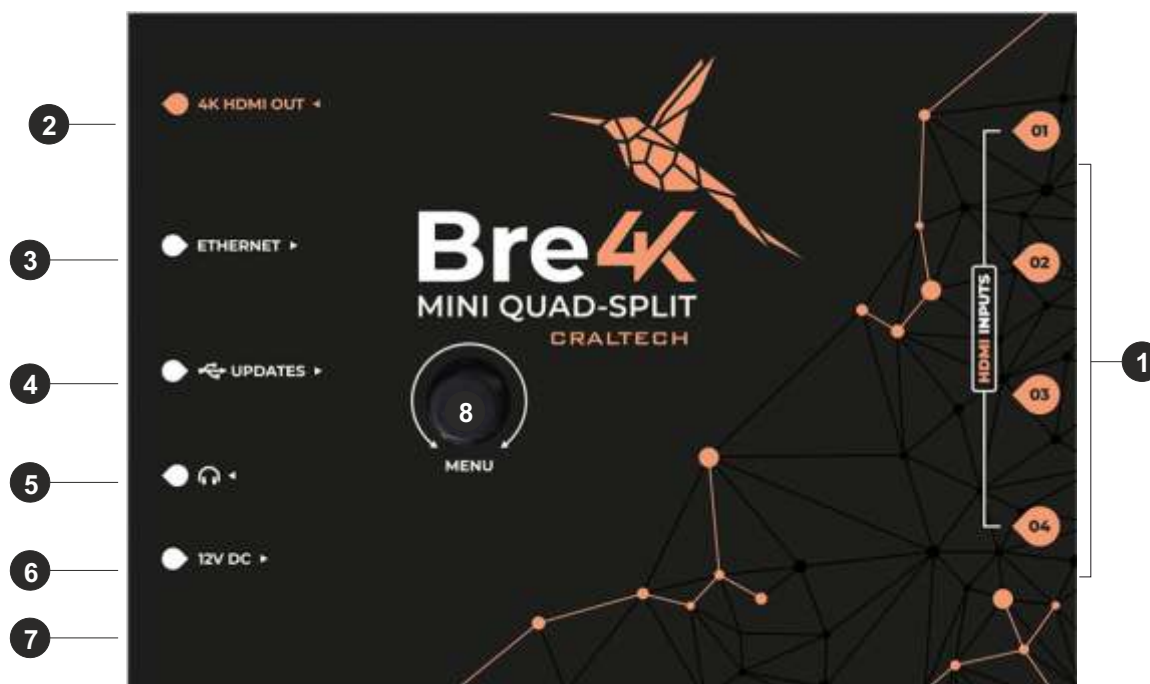 2
4K HDMI OUT
01
Bre4K
MINI QUAD-SPLIT
CRALTECH
3
ETHERNET
02
HDMI INPUTS
1
4
UPDATES
8
MENU
03
5
04
6
12V DC
7